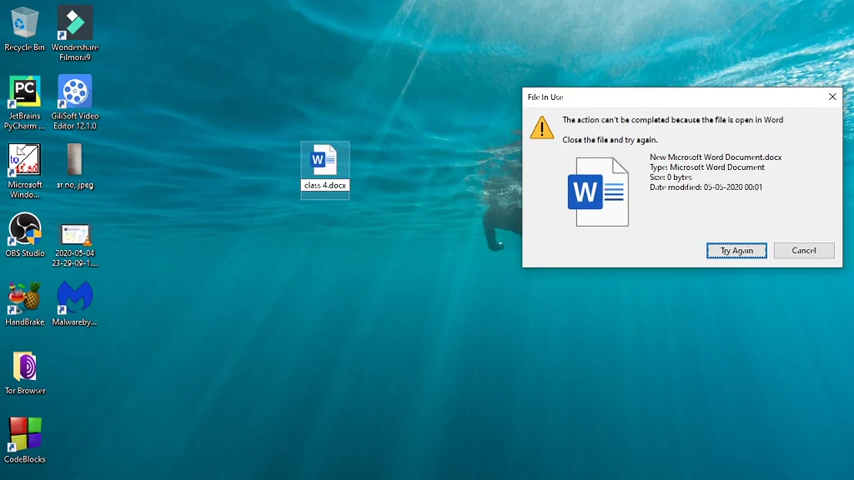 Recycle Bin
Wondershare
Filmora9
JetBrains
PyCharm ...
GiliSoft Video
Editor 12.1.0
Microsoft
Windo...
sr no.jpeg
OBS Studio
2020-05-04
23-29-09-1....
HandBrake
Malwareby...
Tor Browser
CodeBlocks
class 4.docx
File In Use
The action can't be completed because the file is open in Word
Close the file and try again.
New Microsoft Word Document.docx
Type: Microsoft Word Document
Size: 0 bytes
Date modified: 05-05-2020 00:01
Try Again
Cancel